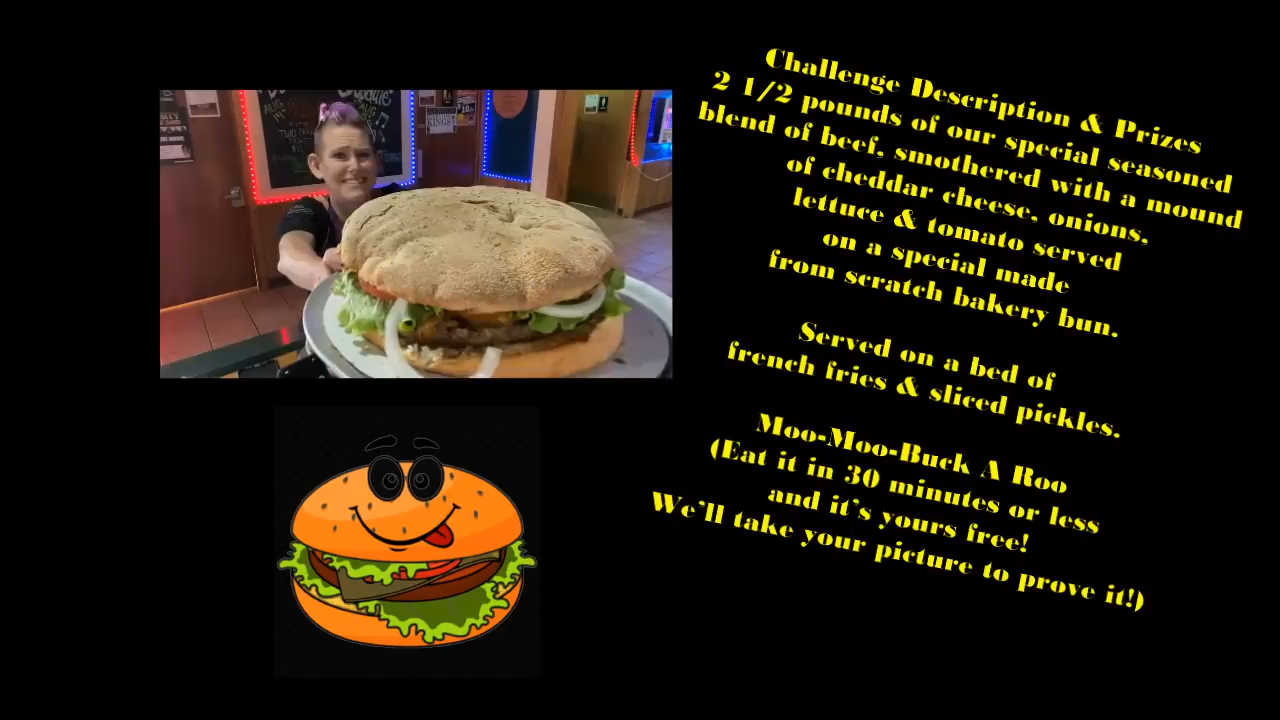 Challenge Description & Prizes
2 1/2 pounds of our special seasoned
blend of beef, smothered with a mound
of cheddar cheese, onions,
lettuce & tomato served
on a special made
from scratch bakery bun.
Served on a bed of
french fries & sliced pickles.
Moo-Moo-Buck A Roo
(Eat it in 30 minutes or less
and it's yours free!
We'll take your picture to prove it!)